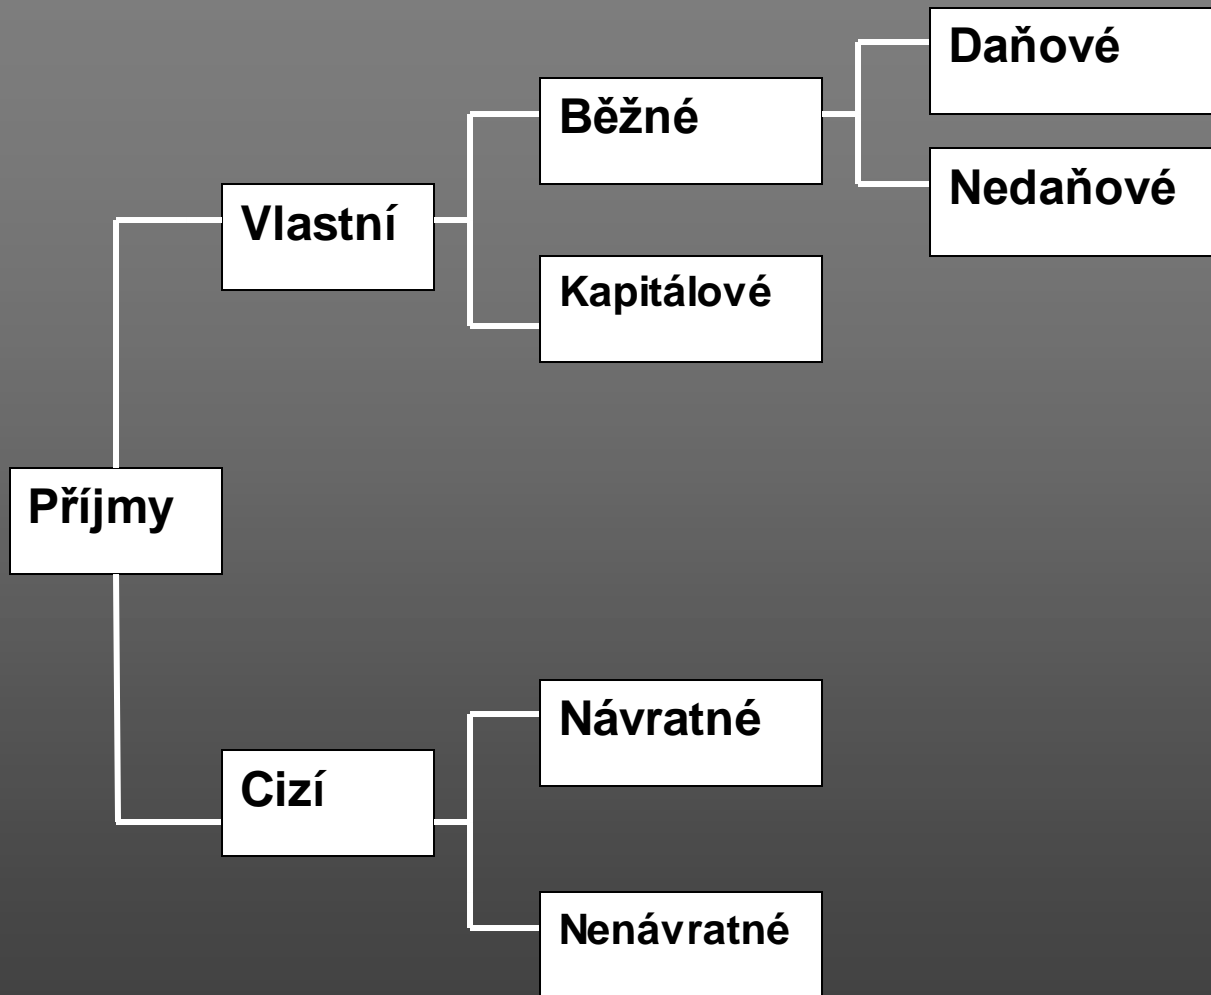 Daňové
Běžné
Nedaňové
Vlastní
Kapitálové
Příjmy
Návratné
Cizí
Nenávratné